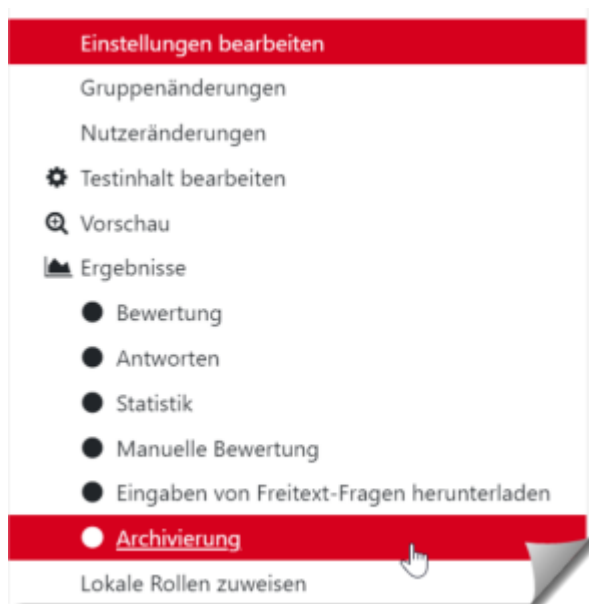 Einstellungen bearbeiten
Gruppenänderungen
Nutzeränderungen
Testinhalt bearbeiten
Vorschau
Ergebnisse
Bewertung
Antworten
Statistik
Manuelle Bewertung
Eingaben von Freitext-Fragen herunterladen
Archivierung
Lokale Rollen zuweisen